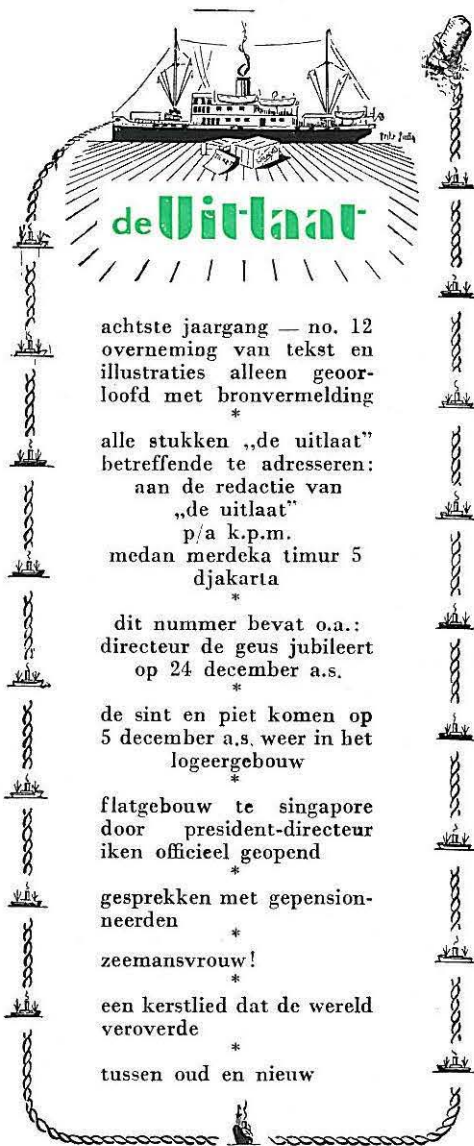 de Uitlaat
achtste jaargang — no. 12
overneming van tekst en
illustraties alleen geoor-
loofd met bronvermelding
*
alle stukken „de uitlaat”
betreffende te adresseren:
aan de redactie van
„de uitlaat”
p/a k.p.m.
medan merdeka timur 5
djakarta
*
dit nummer bevat o.a.:
directeur de geus jubileert
op 24 december a.s.
*
de sint en piet komen op
5 december a.s. weer in het
logeergebouw
*
flatgebouw te singapore
door president-directeur
iken officieel geopend
*
gesprekken met gepension-
neerden
*
zeemansvrouw!
*
een kerstlied dat de wereld
veroverde
*
tussen oud en nieuw